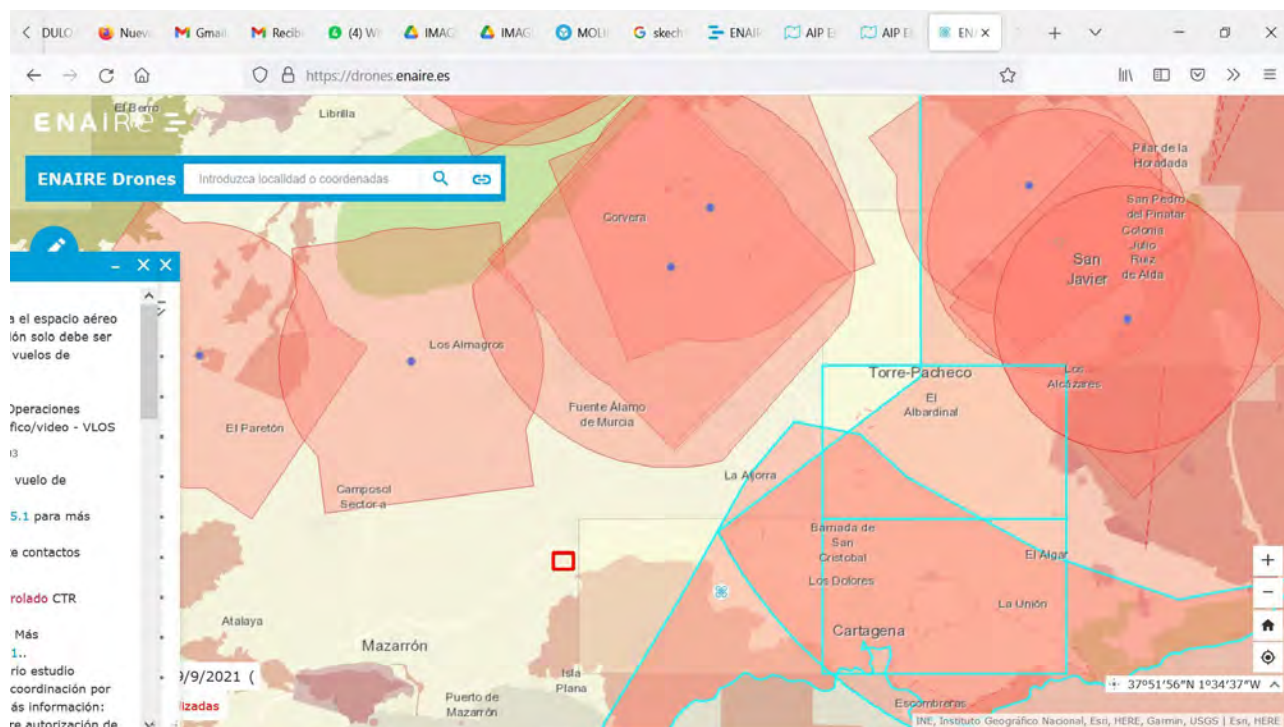 DULO
Nuev
Gmail
Recib
(4) W
IMAG
IMAG
MOLI
G skech
ENAIR
AIP E
AIP E
EN
https://drones.enaire.es
El Berro
ENAIRe
Librilla
Pilar de la
Horadada
ENAIRE Drones
Introduzca localidad o coordenadas
San Pedro
del Pinatar
Colonia
Julio
Ruiz
de Alda
Corvera
San
Javier
a el espacio aéreo
ión solo debe ser
vuelos de
Los Almagros
Torre-Pacheco
Los
Alcázares
El
Albardinal
Operaciones
fico/video - VLOS
03
El Paretón
Fuente Álamo
de Murcia
vuelo de
La Aljorra
Camposol
Sector a
5.1 para más
Barriada de
San
Cristobal
El Algar
e contactos
Los Dolores
rolado CTR
La Unión
Más
1..
Atalaya
Cartagena
Mazarrón
rio estudio
coordinación por
ás información:
re autorización de
9/9/2021 (
izadas
Isla
Plana
Puerto de
Mazarrón
Escombreras
37°51'56"N 1°34'37"W
INE, Instituto Geográfico Nacional, Esri, HERE, Garmin, USGS | Esri, HERE